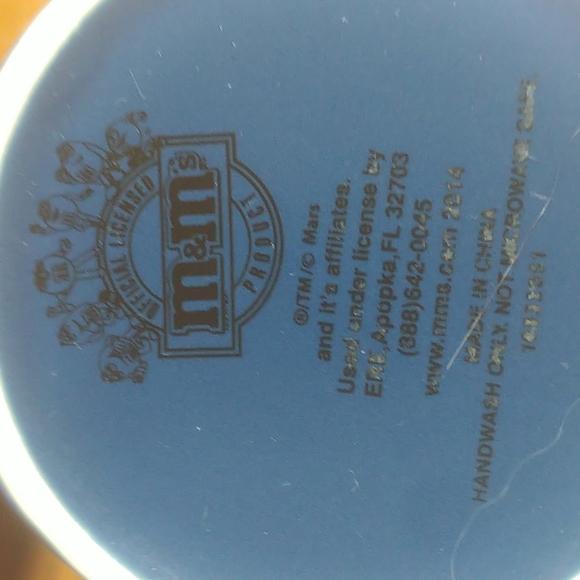 OFFICIAL LICENSED
m&m's
PRODUCT
®/TM/© Mars
and it's affiliates.
Used under license by
Apopka,FL 32703
(388)642-0045
www.mms.com 2014
MADE IN CHINA
HANDWASH ONLY. NOT MICROWAVE SAFE.